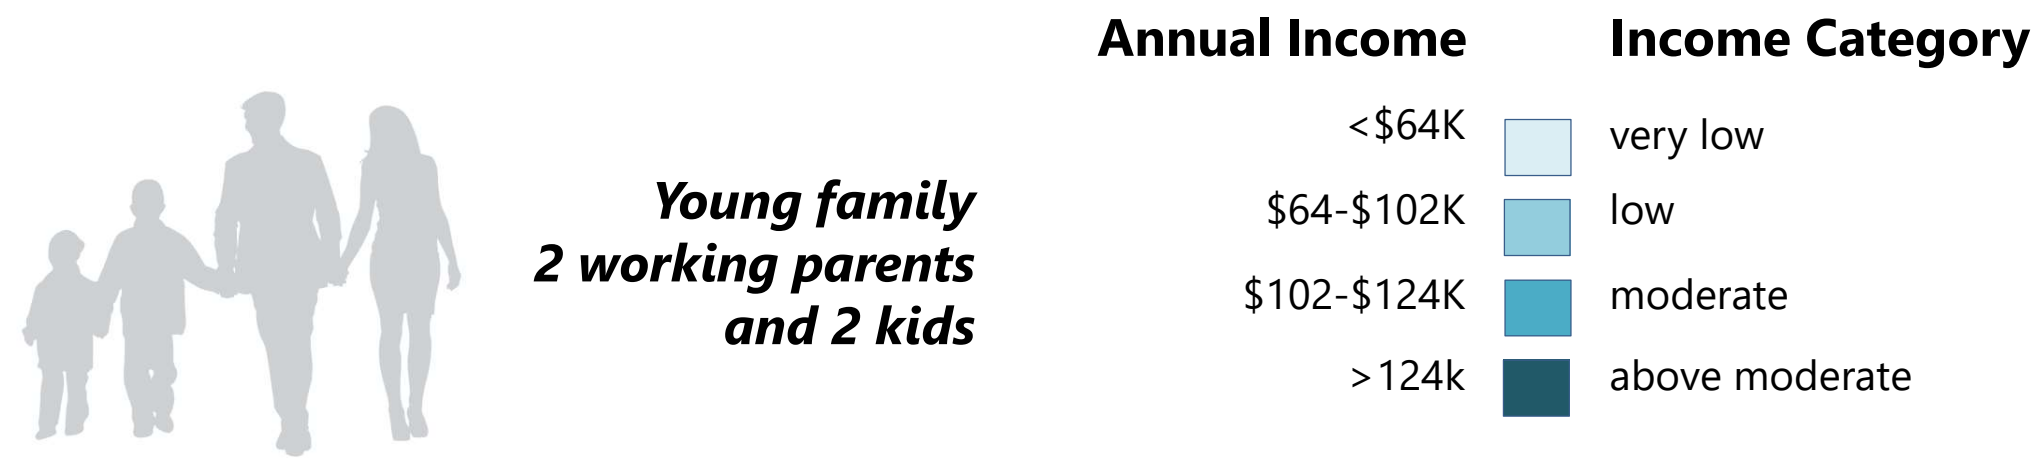 Annual Income Income Category
<$64K very low
Young family
2 working parents
and 2 kids
$64-$102K low
$102-$124K moderate
>124k above moderate